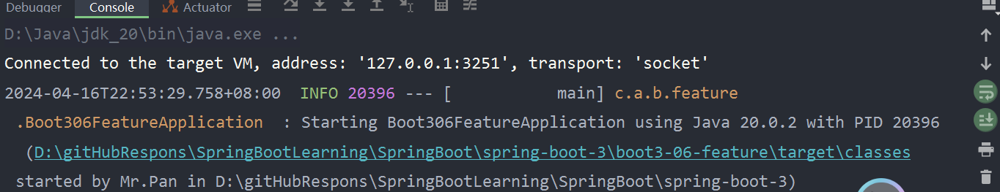 Debugger Console Actuator
D:\Java\jdk_20\bin\java.exe ...
Connected to the target VM, address: '127.0.0.1:3251', transport: 'socket'
2024-04-16T22:53:29.758+08:00  INFO 20396 --- [           main] c.a.b.feature
.Boot306FeatureApplication  : Starting Boot306FeatureApplication using Java 20.0.2 with PID 20396
(D:\gitHubRespons\SpringBootLearning\SpringBoot\spring-boot-3\boot3-06-feature\target\classes
started by Mr.Pan in D:\gitHubRespons\SpringBootLearning\SpringBoot\spring-boot-3)